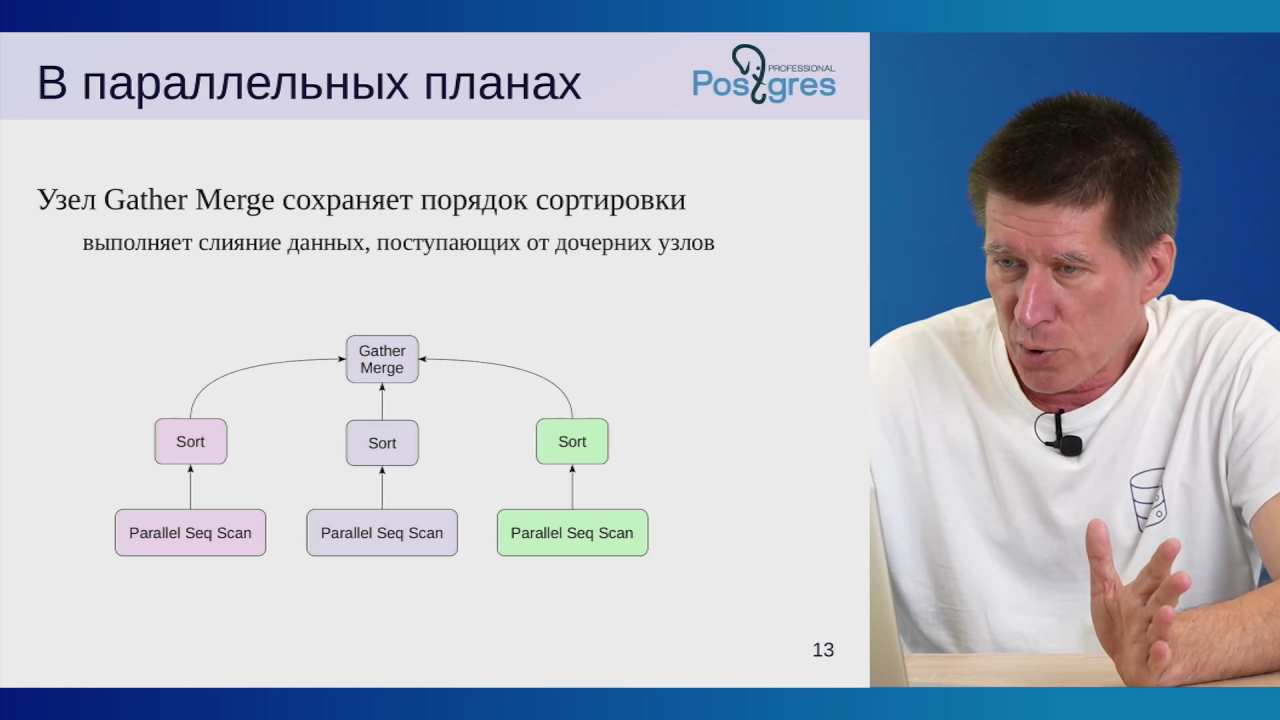 В параллельных планах
PROFESSIONAL
Postgres
Узел Gather Merge сохраняет порядок сортировки
выполняет слияние данных, поступающих от дочерних узлов
Gather
Merge
Sort
Sort
Sort
Parallel Seq Scan
Parallel Seq Scan
Parallel Seq Scan
13